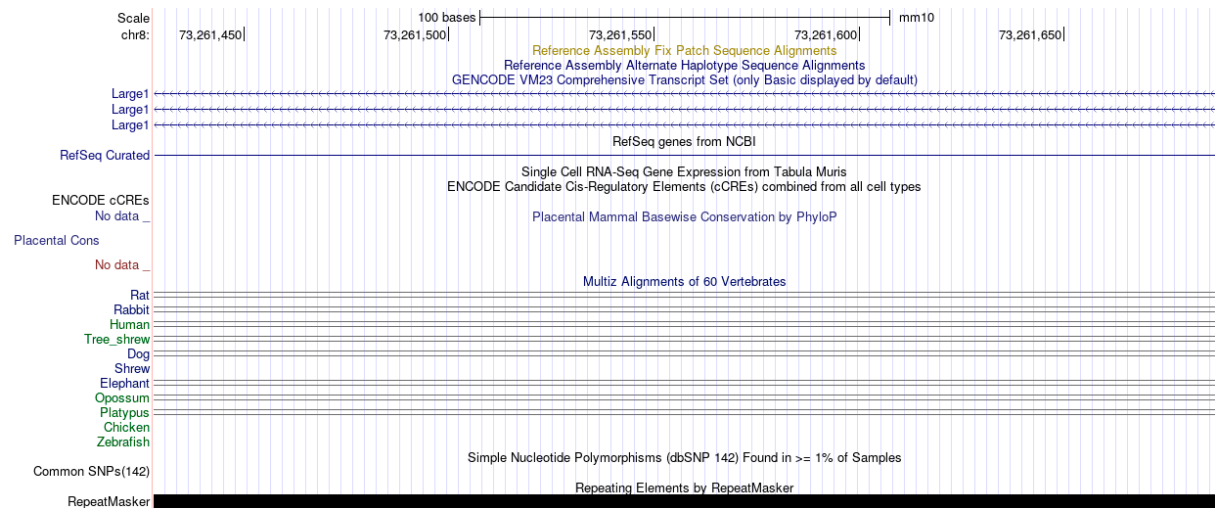 Scale 100 bases mm10
chr8: 73,261,450 73,261,500 73,261,550 73,261,600 73,261,650
Reference Assembly Fix Patch Sequence Alignments
Reference Assembly Alternate Haplotype Sequence Alignments
GENCODE VM23 Comprehensive Transcript Set (only Basic displayed by default)
Large1
Large1
Large1
RefSeq genes from NCBI
RefSeq Curated
Single Cell RNA-Seq Gene Expression from Tabula Muris
ENCODE Candidate Cis-Regulatory Elements (cCREs) combined from all cell types
ENCODE cCREs
No data _ Placental Mammal Basewise Conservation by PhyloP
Placental Cons
No data _
Multiz Alignments of 60 Vertebrates
Rat
Rabbit
Human
Tree_shrew
Dog
Shrew
Elephant
Opossum
Platypus
Chicken
Zebrafish
Simple Nucleotide Polymorphisms (dbSNP 142) Found in >= 1% of Samples
Common SNPs(142)
Repeating Elements by RepeatMasker
RepeatMasker